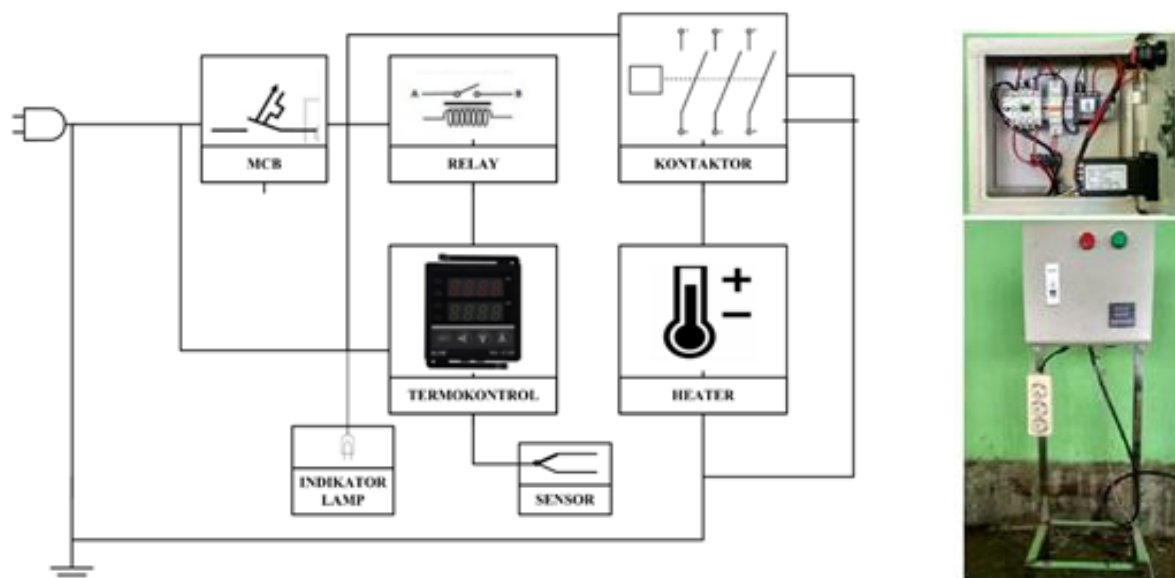 MCB
A
B
RELAY
KONTAKTOR
TERMOKONTROL
HEATER
INDIKATOR
LAMP
SENSOR